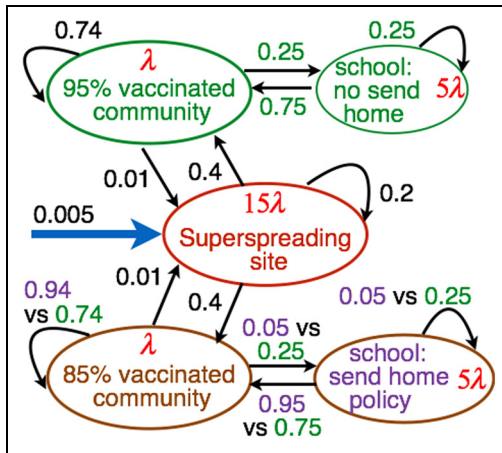 0.74
λ
95% vaccinated
community
0.25
0.75
0.25
school:
no send
home
5λ
0.01
0.4
0.005
15λ
Superspreading
site
0.2
0.01
0.4
0.94
vs 0.74
λ
85% vaccinated
community
0.05 vs
0.25
0.95
vs 0.75
0.05 vs 0.25
school:
send home
policy
5λ